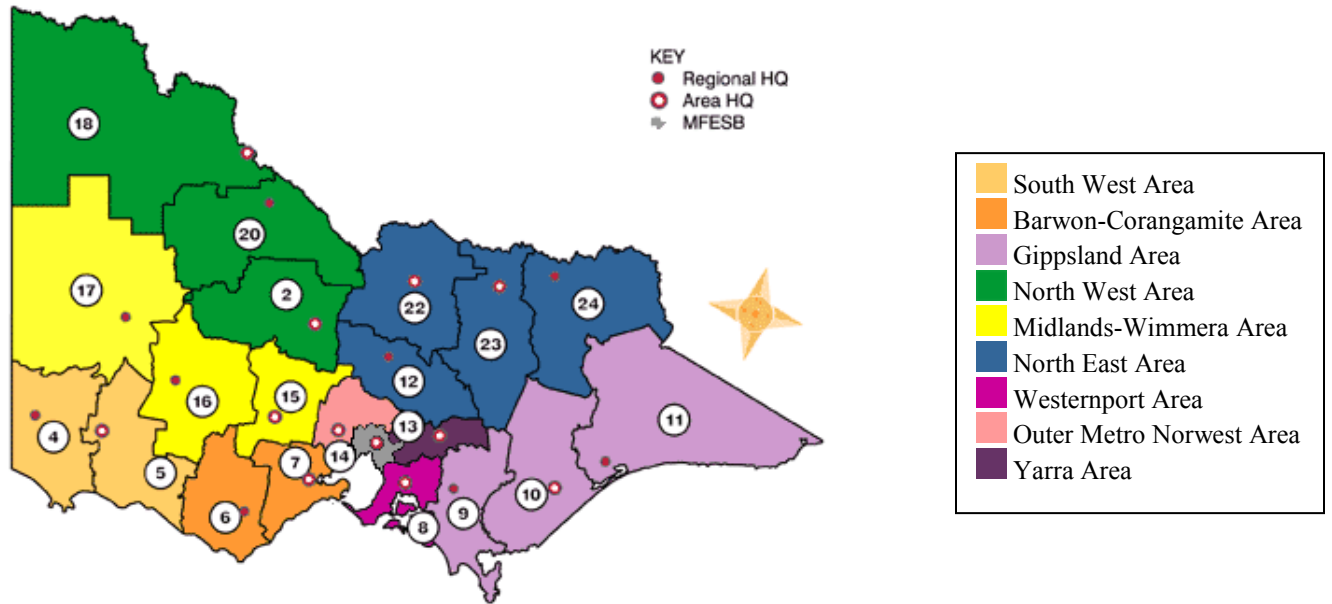 KEY
Regional HQ
Area HQ
MFESB
18
20
17
2
22
24
23
12
16
15
13
11
4
14
7
5
10
6
9
8
South West Area
Barwon-Corangamite Area
Gippsland Area
North West Area
Midlands-Wimmera Area
North East Area
Westernport Area
Outer Metro Norwest Area
Yarra Area